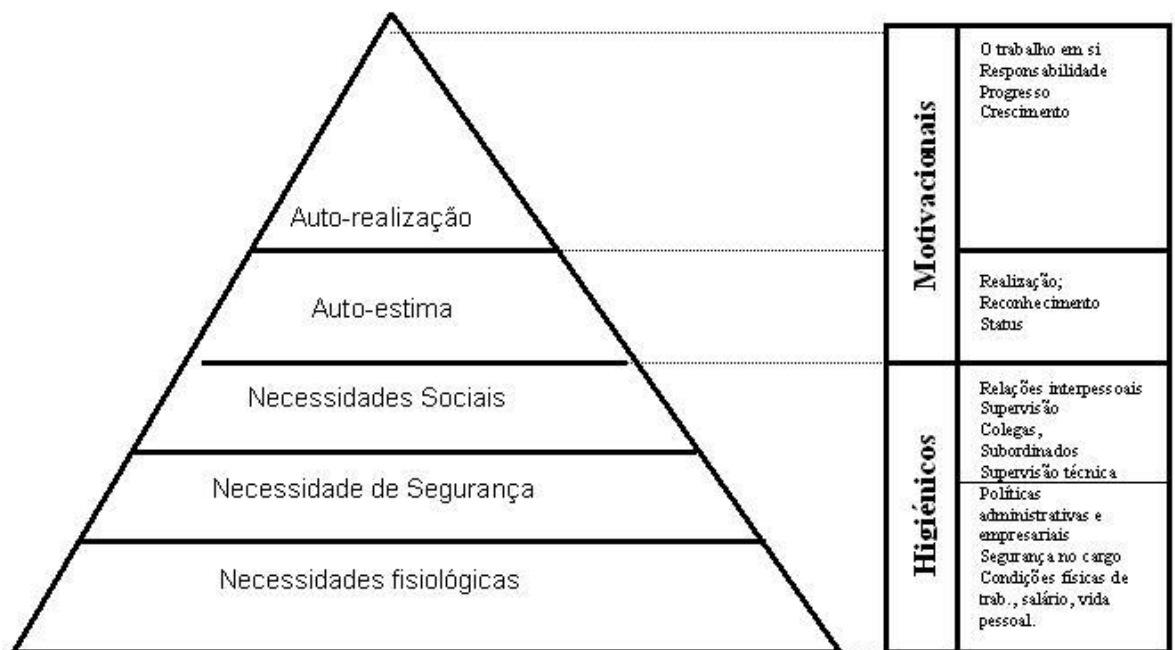 Auto-realização
Auto-estima
Necessidades Sociais
Necessidade de Segurança
Necessidades fisiológicas
Motivacionais
O trabalho em si
Responsabilidade
Progresso
Crescimento
Realização;
Reconhecimento
Status
Higiénicos
Relações interpessoais
Supervisão
Colegas,
Subordinados
Supervisão técnica
Políticas
administrativas e
empresariais
Segurança no cargo
Condições físicas de
trab., salário, vida
pessoal.